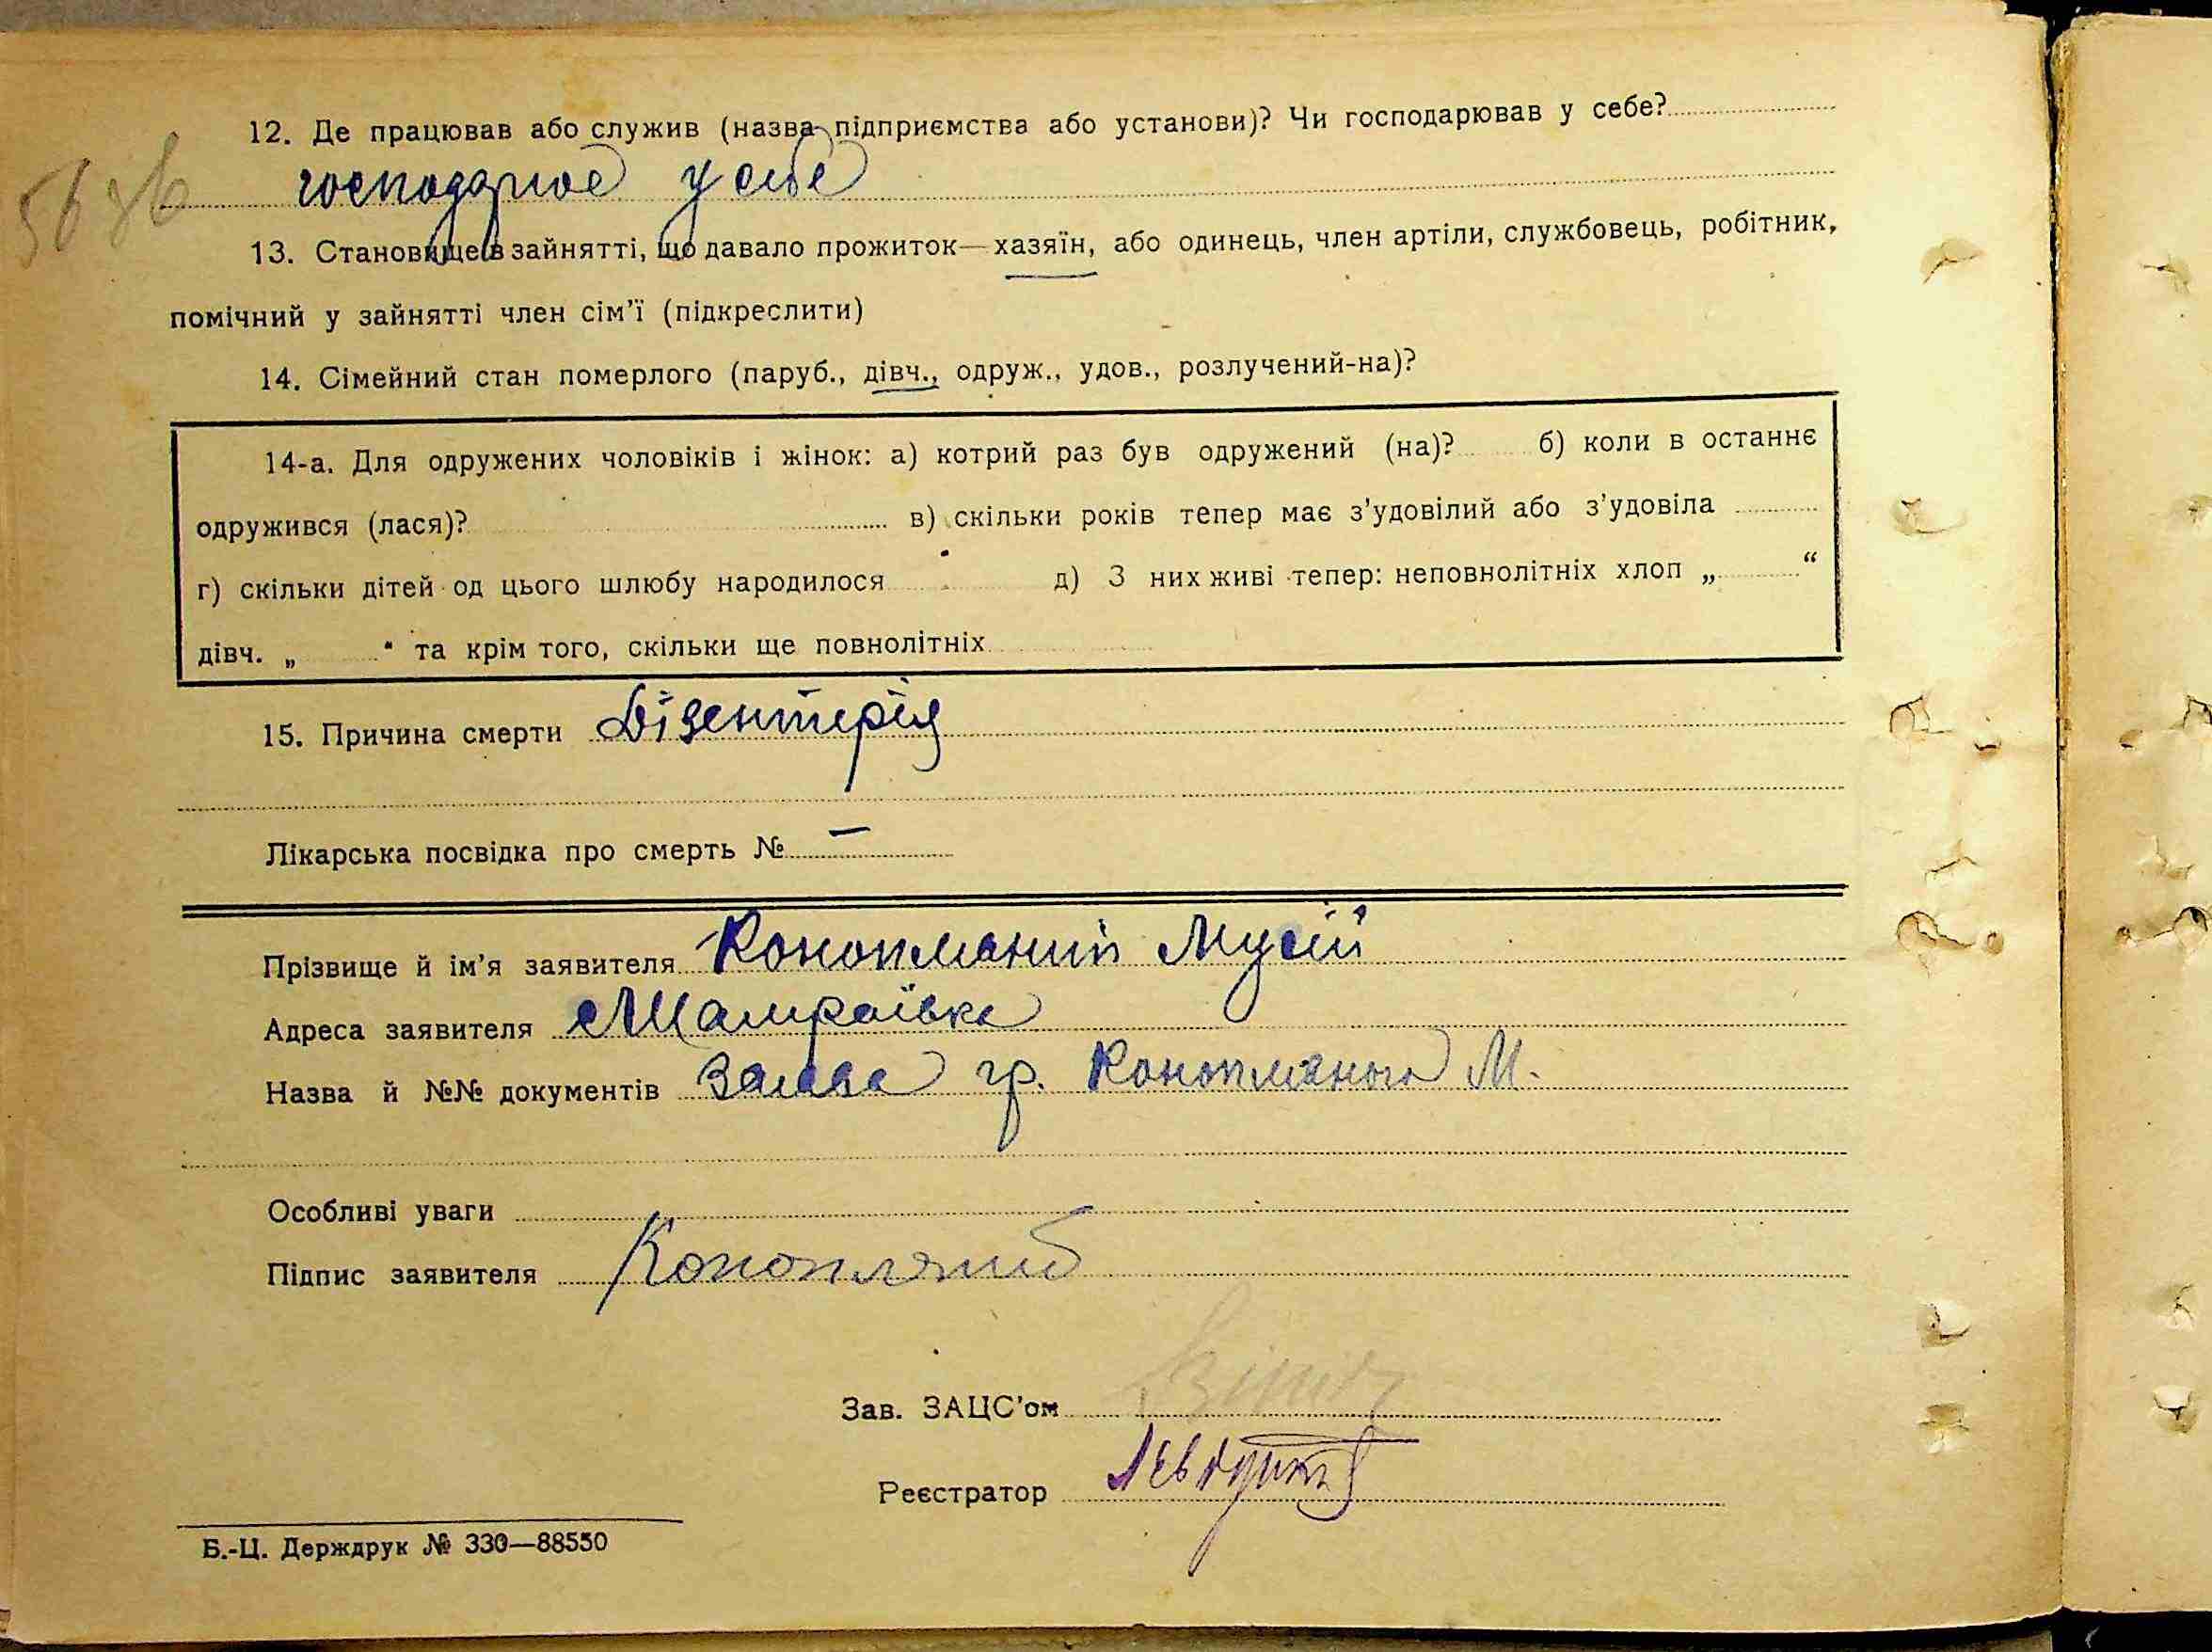 12. Де працював або служив (назва підприємства або установи)? Чи господарював у себе?
господарює у себе
13. Становище в зайнятті, що давало прожиток—хазяїн, або одинець, член артіли, службовець, робітник,
помічний у зайнятті член сім'ї (підкреслити)
14. Сімейний стан померлого (паруб., дівч., одруж., удов., розлучений-на)?
14-а. Для одружених чоловіків і жінок: а) котрий раз був одружений (на)? б) коли в останнє
одружився (лася)? в) скільки років тепер має з'удовілий або з'удовіла
г) скільки дітей од цього шлюбу народилося д) З них живі тепер: неповнолітніх хлоп „ “
дівч. „ “ та крім того, скільки ще повнолітніх
15. Причина смерти Дізентерія
Лікарська посвідка про смерть № —
Прізвище й ім'я заявителя Конопляний Мусій
Адреса заявителя Шамраївка
Назва й №№ документів Заява гр. Конопляного М.
Особливі уваги
Підпис заявителя Конопляний
Зав. ЗАЦС'ом
Реєстратор
Б.-Ц. Держдрук № 330—88550